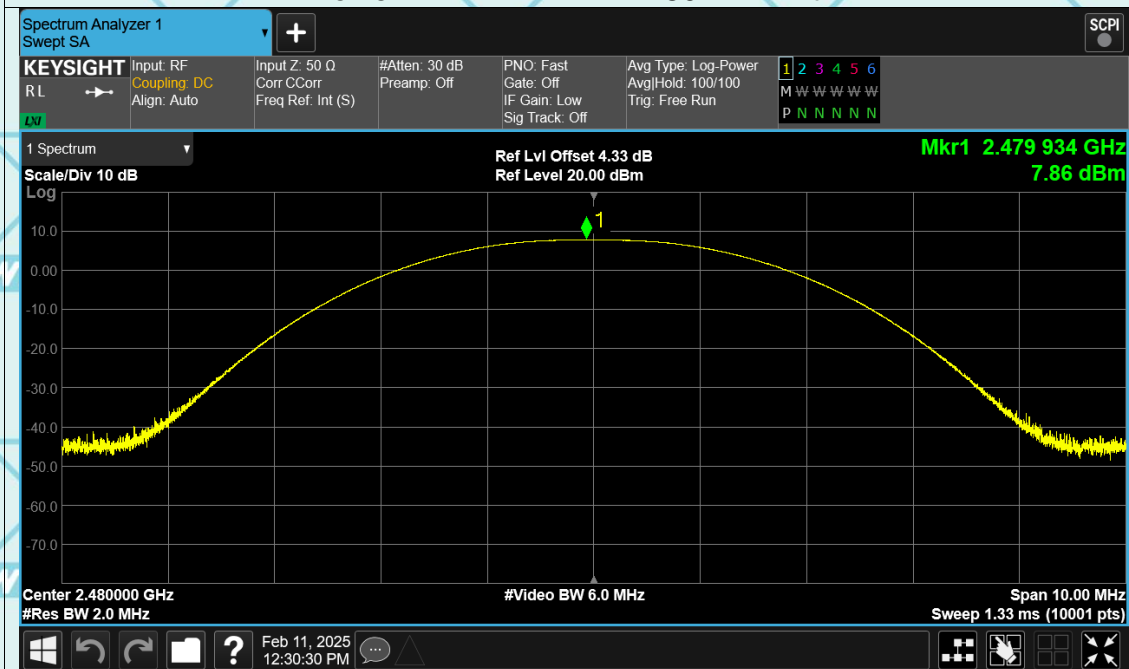 Spectrum Analyzer 1
Swept SA
SCPI
KEYSIGHT
RL
LXI
Input: RF
Coupling: DC
Align: Auto
Input Z: 50 Ω
Corr CCorr
Freq Ref: Int (S)
#Atten: 30 dB
Preamp: Off
PNO: Fast
Gate: Off
IF Gain: Low
Sig Track: Off
Avg Type: Log-Power
Avg|Hold: 100/100
Trig: Free Run
1 2 3 4 5 6
M W W W W W
P N N N N N
1 Spectrum
Scale/Div 10 dB
Log
Ref Lvl Offset 4.33 dB
Ref Level 20.00 dBm
Mkr1 2.479 934 GHz
7.86 dBm
1
10.0
0.00
-10.0
-20.0
-30.0
-40.0
-50.0
-60.0
-70.0
Center 2.480000 GHz
#Res BW 2.0 MHz
#Video BW 6.0 MHz
Span 10.00 MHz
Sweep 1.33 ms (10001 pts)
?
Feb 11, 2025
12:30:30 PM